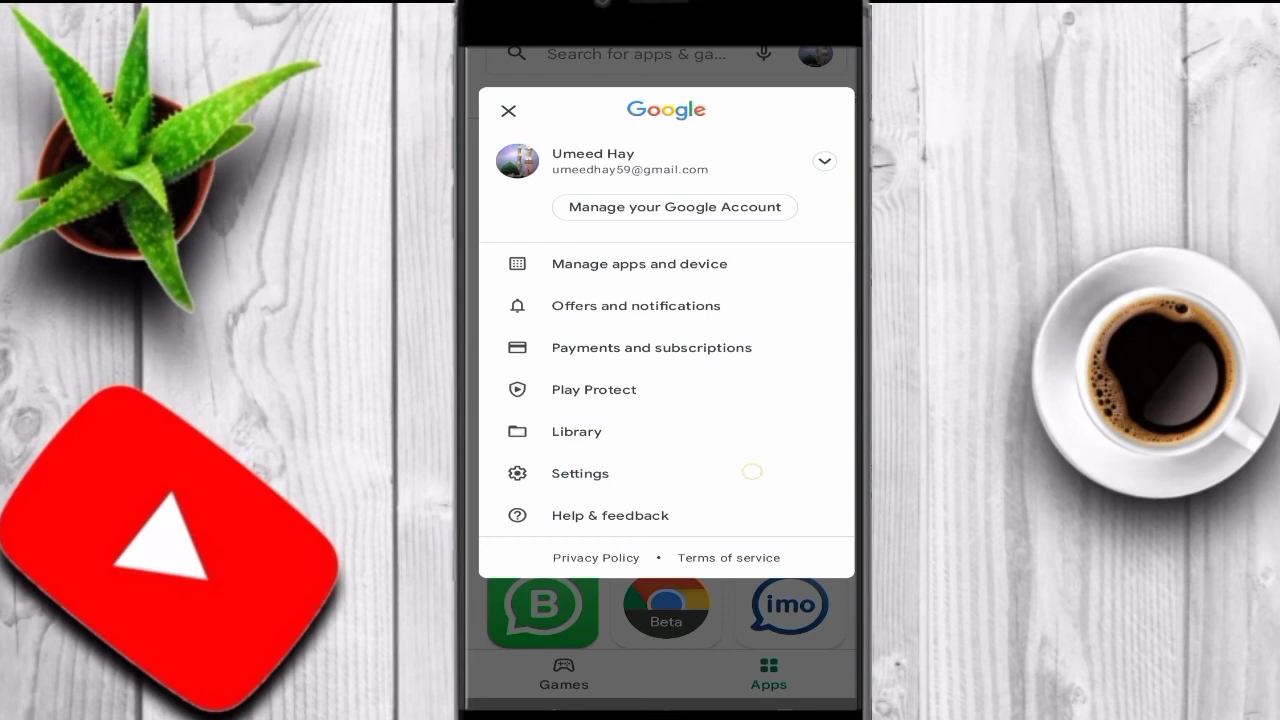 Search for apps & ga...
Google
Umeed Hay
umeedhay59@gmail.com
Manage your Google Account
Manage apps and device
Offers and notifications
Payments and subscriptions
Play Protect
Library
Settings
Help & feedback
Privacy Policy • Terms of service
B
Beta
imo
Games
Apps